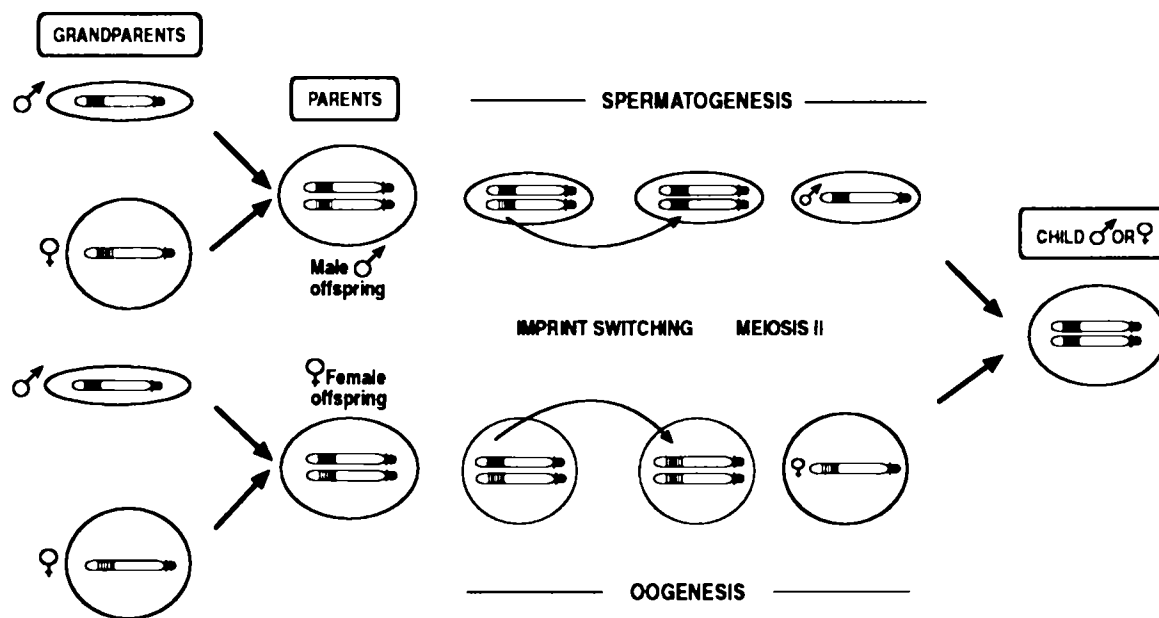 GRANDPARENTS
PARENTS
SPERMATOGENESIS
Male ♂
offspring
CHILD ♂ OR ♀
IMPRINT SWITCHING MEIOSIS II
♀ Female
offspring
OOGENESIS